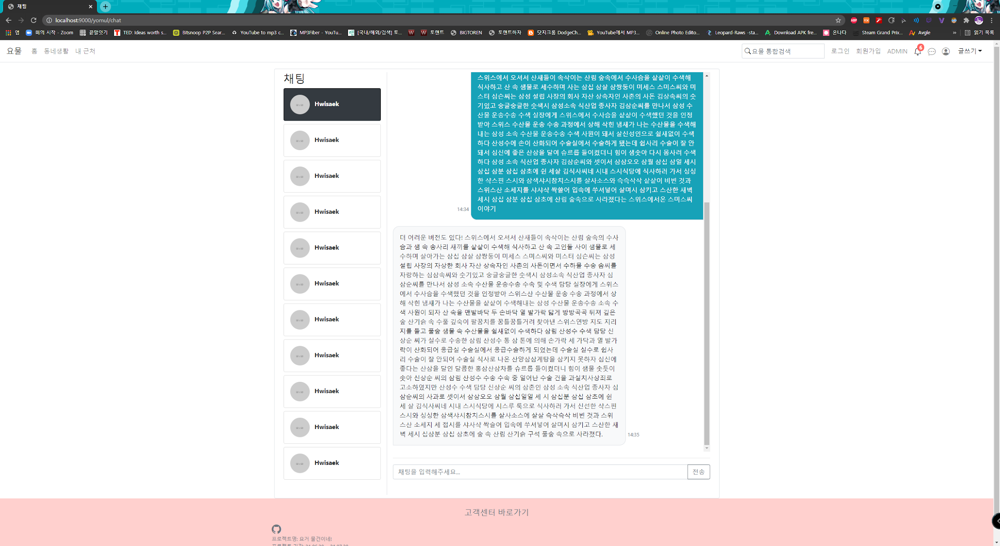 채팅
localhost:9000/yomul/chat
앱 회의 시작 - Zoom 끝말잇기 TED: Ideas worth s... Bitsnoop P2P Sear... YouTube to mp3 c... MP3Fiber - YouTu... [국내/해외/검색] 토... 토렌트 BIGTOREN 토렌트하자 닷지크롬 DodgeCh... YouTube에서 MP3... Online Photo Edito... Leopard-Raws -sta... Download APK fre... 온나다 Steam Grand Prix... Avgle » 읽기 목록
요물 홈 동네생활 내 근처 요물 통합검색 로그인 회원가입 ADMIN 6 글쓰기
채팅
Hwisaek
Hwisaek
Hwisaek
Hwisaek
Hwisaek
Hwisaek
Hwisaek
Hwisaek
Hwisaek
Hwisaek
Hwisaek
스위스에서 오셔서 산새들이 속삭이는 산림 숲속에서 수사슴을 샅샅이 수색해
식사하고 산 속 샘물로 세수하며 사는 삼십 삼살 샴쌍둥이 미세스 스미스씨와 미
스터 심슨씨는 삼성 설립 사장의 회사 자산 상속자인 사촌의 사돈 김상속씨의 숫
기있고 숭글숭글한 숫색시 삼성소속 식산업 종사자 김삼순씨를 만나서 삼성 수
산물 운송수송 수색 실장에게 스위스에서 수사슴을 샅샅이 수색했던 것을 인정
받아 스위스 수산물 운송 수송 과정에서 상해 삭힌 냄새가 나는 수산물을 수색해
내는 삼성 소속 수산물 운송수송 수색 사원이 돼서 살신성인으로 쉴새없이 수색
하다 산성수에 손이 산화되어 수술실에서 수술하게 됐는데 쉽사리 수술이 잘 안
돼서 심신에 좋은 산삼을 달여 슈르릅 들이켰더니 힘이 샘솟아 다시 몸사려 수색
하다 삼성 소속 식산업 종사자 김삼순씨와 셋이서 삼삼오오 삼월 삼십 삼일 세시
삼십 삼분 삼십 삼초에 쉰 세살 김식사씨네 시내 스시식당에 식사하러 가서 싱싱
한 샥스핀 스시와 삼색샤시참치스시를 살사소스와 슥슥삭삭 샅샅이 비빈 것과
스위스산 소세지를 샤샤샥 싹쓸어 입속에 쑤셔넣어 살며시 삼키고 스산한 새벽
세시 삼십 삼분 삼십 삼초에 산림 숲속으로 사라졌다는 스위스에서온 스미스씨
이야기
14:34
더 어려운 버전도 있다! 스위스에서 오셔서 산새들이 속삭이는 산림 숲속의 수사
슴과 샘 속 송사리 새끼를 샅샅이 수색해 식사하고 산 속 고인돌 사이 샘물로 세
수하며 살아가는 삼십 삼살 샴쌍둥이 미세스 스미스씨와 미스터 심슨씨는 삼성
설립 사장의 자상한 회사 자산 상속자인 사촌의 사돈이면서 수하물 수송 솜씨를
자랑하는 심삼속씨와 숫기있고 숭글숭글한 숫색시 삼성소속 식산업 종사자 심
삼순씨를 만나서 삼성 소속 수산물 운송수송 수속 및 수색 담당 실장에게 스위스
에서 수사슴을 수색했던 것을 인정받아 스위스산 수산물 운송 수송 과정에서 상
해 삭힌 냄새가 나는 수산물을 샅샅이 수색해내는 삼성 수산물 운송수송 소속 수
색 사원이 되자 산 속을 맨발바닥 두 손바닥 열 발가락 닳게 방방곡곡 뒤져 깊은
숲 산기슭 속 수풀 깊숙이 팔꿈치를 꿈틀꿈틀거려 찾아낸 스위스연방 지도 지리
지를 들고 풀숲 샘물 속 수산물을 쉴새없이 수색하다 삼림 산성수 수색 담당 신
상순 씨가 실수로 수송한 삼림 산성수 통 삼 톤에 의해 손가락 세 가닥과 열 발가
락이 산화되어 응급실 수술실에서 응급수술하게 되었는데 수술실 실수로 쉽사
리 수술이 잘 안되어 수술실 식사로 나온 산양삼삼계탕을 삼키지 못하자 심신에
좋다는 산삼을 달인 달콤한 홍삼산삼차를 슈르릅 들이켰더니 힘이 샘물 솟듯이
솟아 신상순 씨의 삼림 산성수 수송 수속 중 일어난 수술 건을 과실치사상죄로
고소하였지만 산성수 수색 담당 신상순 씨의 삼촌인 삼성 소속 식산업 종사자 심
삼순씨의 사과로 셋이서 삼삼오오 삼월 삼십일일 세 시 삼십분 삼십 삼초에 쉰
세 살 김식사씨네 시내 스시식당에 시스루 룩으로 식사하러 가서 신선한 샥스핀
스시와 싱싱한 삼색샤시참치스시를 살사소스에 살살 슥삭슥삭 비빈 것과 스위
스산 소세지 세 접시를 샤사샥 싹슬어 입속에 쑤셔넣어 살며시 삼키고 스산한 새
벽 세시 십삼분 삼십 삼초에 숲 속 산림 산기슭 구석 풀숲 속으로 사라졌다.
14:35
채팅을 입력해주세요... 전송
고객센터 바로가기
프로젝트명: 요거 물건이네!